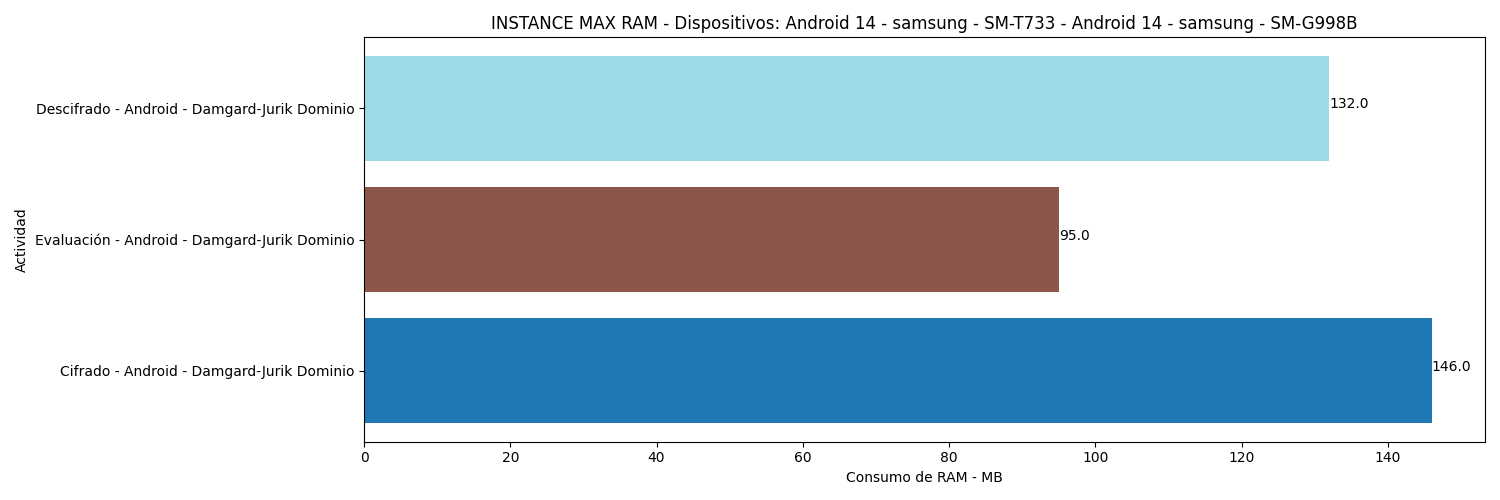 INSTANCE MAX RAM - Dispositivos: Android 14 - samsung - SM-T733 - Android 14 - samsung - SM-G998B
Descifrado - Android - Damgard-Jurik Dominio
132.0
Evaluación - Android - Damgard-Jurik Dominio
95.0
Cifrado - Android - Damgard-Jurik Dominio
146.0
Actividad
0 20 40 60 80 100 120 140
Consumo de RAM - MB